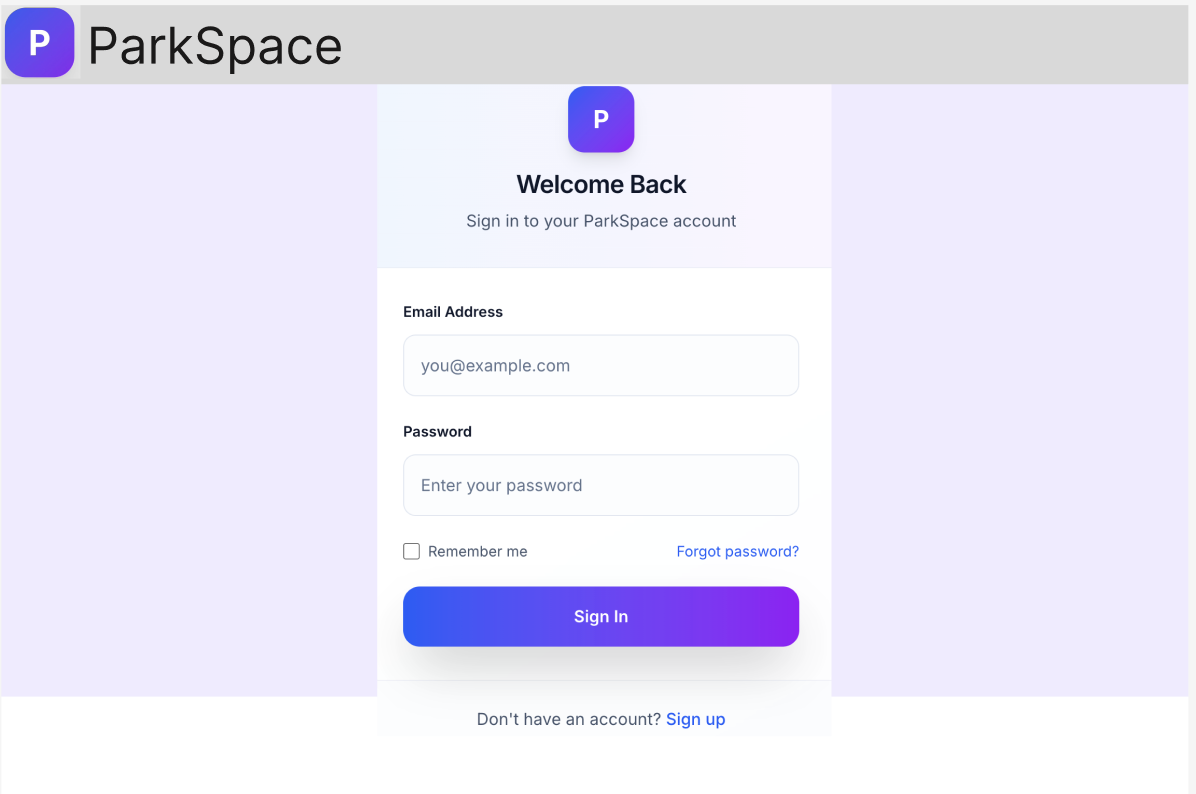 P ParkSpace
P
Welcome Back
Sign in to your ParkSpace account
Email Address
you@example.com
Password
Enter your password
Remember me Forgot password?
Sign In
Don't have an account? Sign up